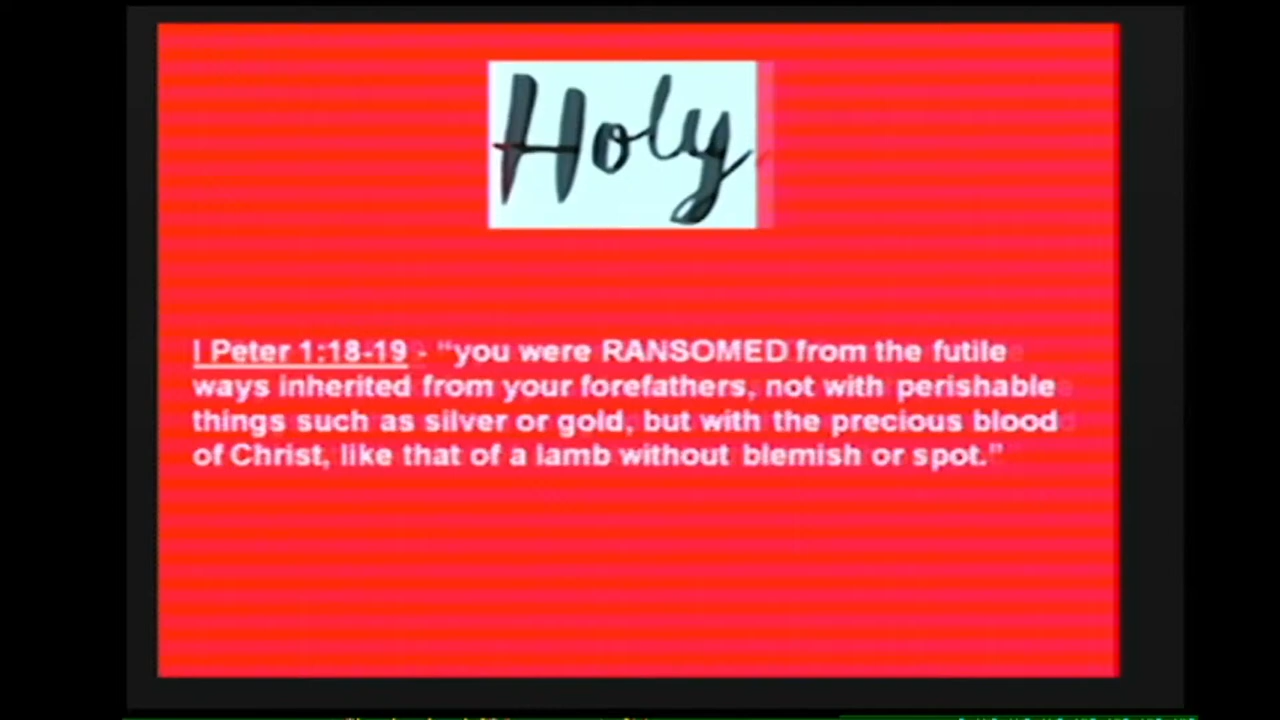 Holy
I Peter 1:18-19 - “you were RANSOMED from the futile
ways inherited from your forefathers, not with perishable
things such as silver or gold, but with the precious blood
of Christ, like that of a lamb without blemish or spot.”